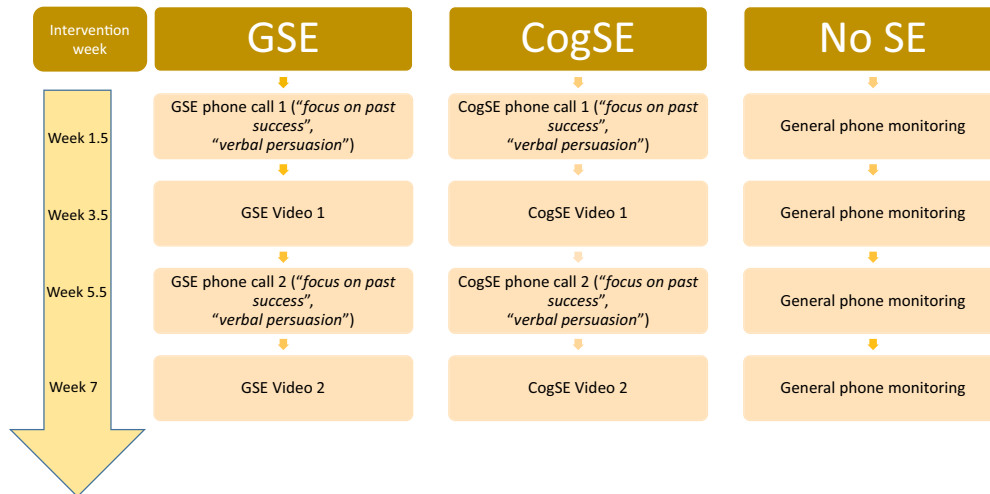 Intervention
week
GSE
CogSE
No SE
Week 1.5
GSE phone call 1 (“focus on past
success”,
“verbal persuasion”)
CogSE phone call 1 (“focus on past
success”,
“verbal persuasion”)
General phone monitoring
Week 3.5
GSE Video 1
CogSE Video 1
General phone monitoring
Week 5.5
GSE phone call 2 (“focus on past
success”,
“verbal persuasion”)
CogSE phone call 2 (“focus on past
success”,
“verbal persuasion”)
General phone monitoring
Week 7
GSE Video 2
CogSE Video 2
General phone monitoring